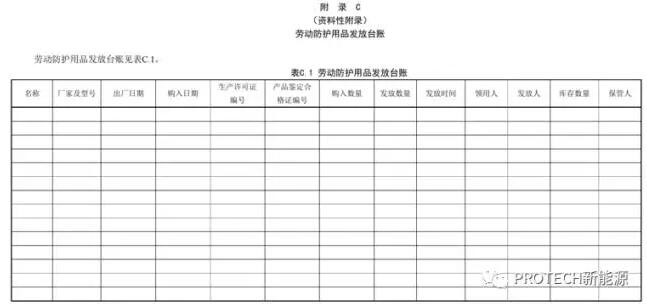 附 录 C
（资料性附录）
劳动防护用品发放台账
劳动防护用品发放台账见表C.1。
表C.1 劳动防护用品发放台账
名称 厂家及型号 出厂日期 购入日期 生产许可证编号 产品鉴定合格证编号 购入数量 发放数量 发放时间 领用人 发放人 库存数量 保管人
PROTECH新能源